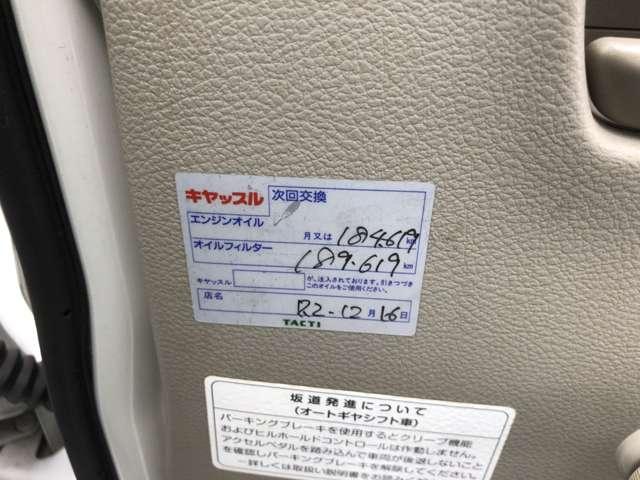 キヤッスル 次回交換
エンジンオイル 月又は 184,619 km
オイルフィルター 189,619 km
キヤッスル が、注入されております。引きつづき
このオイルをご使用ください。
店名 R2-12月16日
TACTI
坂道発進について
(オートギヤシフト車)
パーキングブレーキを使用するとクリープ機能
およびヒルホールドコントロールは作動しません。
アクセルペダルを踏み込んで車両が後退しないこと
を確認しパーキングブレーキを解除してください。
―詳しくは取扱説明書をお読みくだ